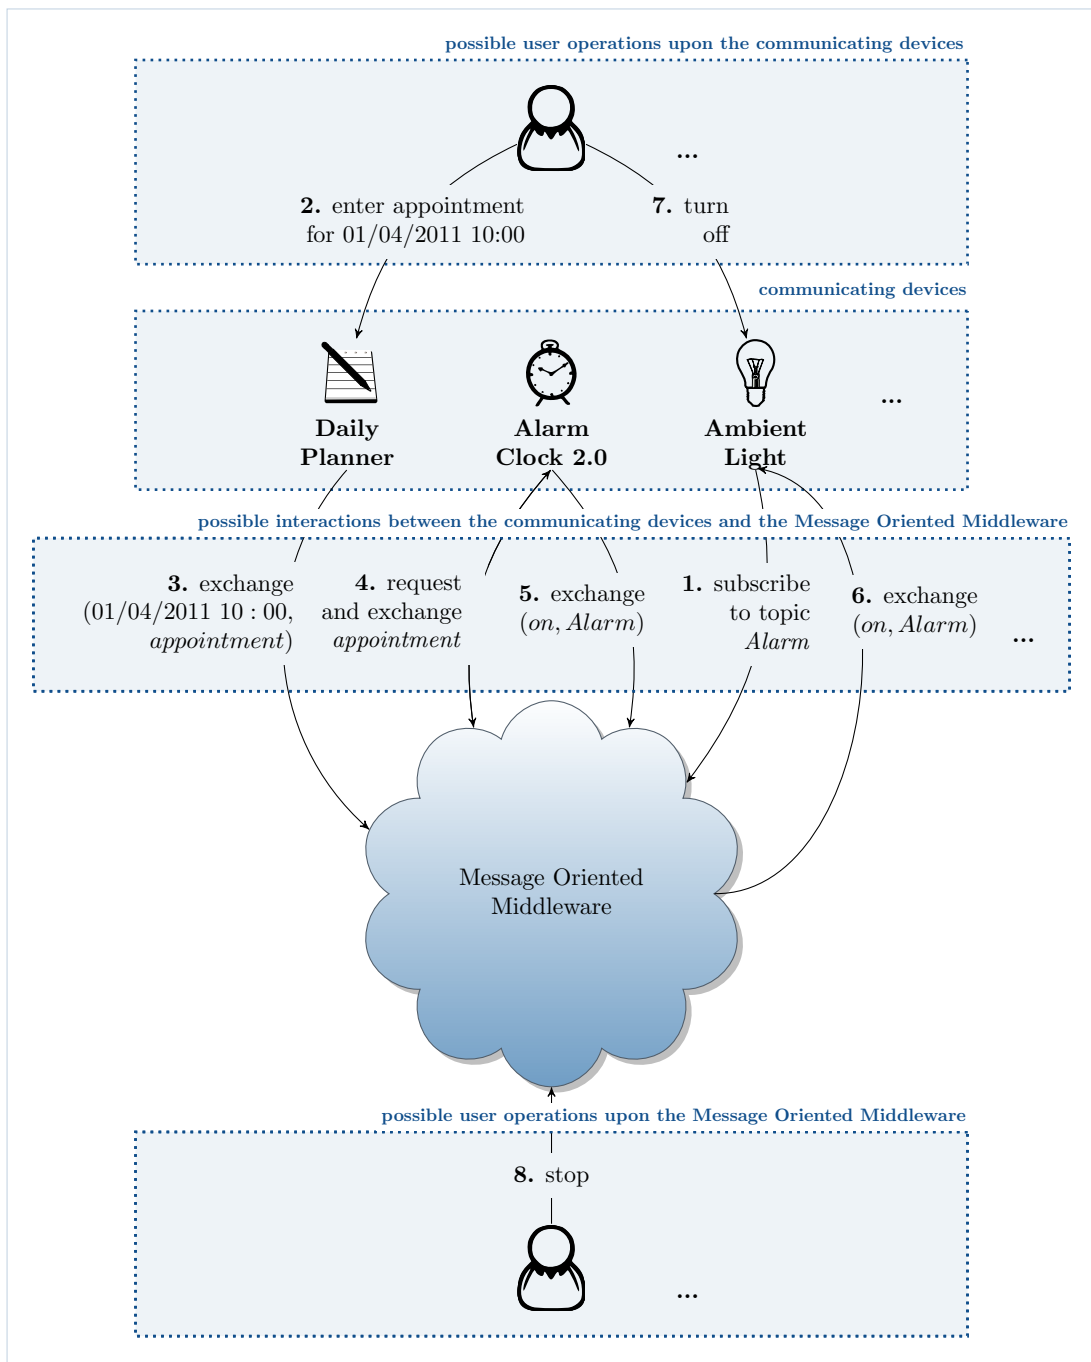 possible user operations upon the communicating devices
...
2. enter appointment
for 01/04/2011 10:00
7. turn
off
communicating devices
...
Daily
Planner
Alarm
Clock 2.0
Ambient
Light
possible interactions between the communicating devices and the Message Oriented Middleware
3. exchange
(01/04/2011 10 : 00,
appointment)
4. request
and exchange
appointment
5. exchange
(on, Alarm)
1. subscribe
to topic
Alarm
6. exchange
(on, Alarm)
...
Message Oriented
Middleware
possible user operations upon the Message Oriented Middleware
8. stop
...